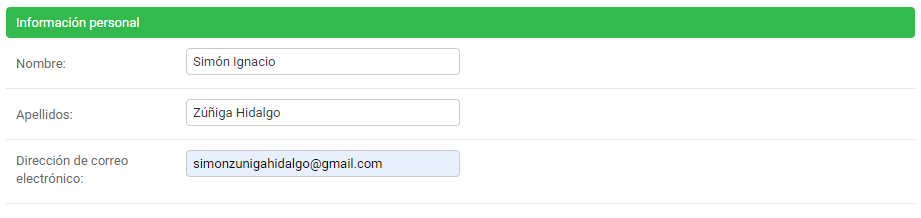 Información personal
Nombre: Simón Ignacio
Apellidos: Zúñiga Hidalgo
Dirección de correo
electrónico: simonzunigahidalgo@gmail.com